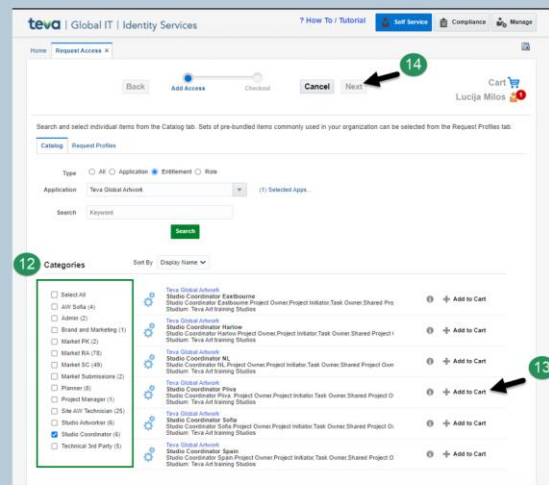 teva | Global IT | Identity Services
? How To / Tutorial
Self Service
Compliance
Manage
Home
Request Access ×
14
Back
Add Access
Checkout
Cancel
Next
Cart
Lucija Milos
1
Search and select individual items from the Catalog tab. Sets of pre-bundled items commonly used in your organization can be selected from the Request Profiles tab.
Catalog
Request Profiles
Type
All
Application
Entitlement
Role
Application
Teva Global Artwork
(1) Selected Apps...
Search
Keyword
Search
12
Categories
Sort By
Display Name
Select All
AW Sofia (4)
Admin (2)
Brand and Marketing (1)
Market PK (2)
Market RA (78)
Market SC (49)
Market Submissions (2)
Planner (8)
Project Manager (1)
Site AW Technician (25)
Studio Artworker (6)
Studio Coordinator (6)
Technical 3rd Party (5)
Teva Global Artwork
Studio Coordinator Eastbourne
Studio Coordinator Eastbourne Project Owner,Project Initiator,Task Owner,Shared Pro
Studium: Teva Art training Studios
Add to Cart
Teva Global Artwork
Studio Coordinator Harlow
Studio Coordinator Harlow Project Owner,Project Initiator,Task Owner,Shared Project
Studium: Teva Art training Studios
Add to Cart
Teva Global Artwork
Studio Coordinator NL
Studio Coordinator NL, Project Owner,Project Initiator,Task Owner,Shared Project Own
Studium: Teva Art training Studios
Add to Cart
Teva Global Artwork
Studio Coordinator Pliva
Studio Coordinator Pliva. Project Owner,Project Initiator,Task Owner,Shared Project O
Studium: Teva Art training Studios
Add to Cart
13
Teva Global Artwork
Studio Coordinator Sofia
Studio Coordinator Sofia Project Owner,Project Initiator,Task Owner,Shared Project O
Studium: Teva Art training Studios
Add to Cart
Teva Global Artwork
Studio Coordinator Spain
Studio Coordinator Spain Project Owner,Project Initiator,Task Owner,Shared Project O
Studium: Teva Art training Studios
Add to Cart